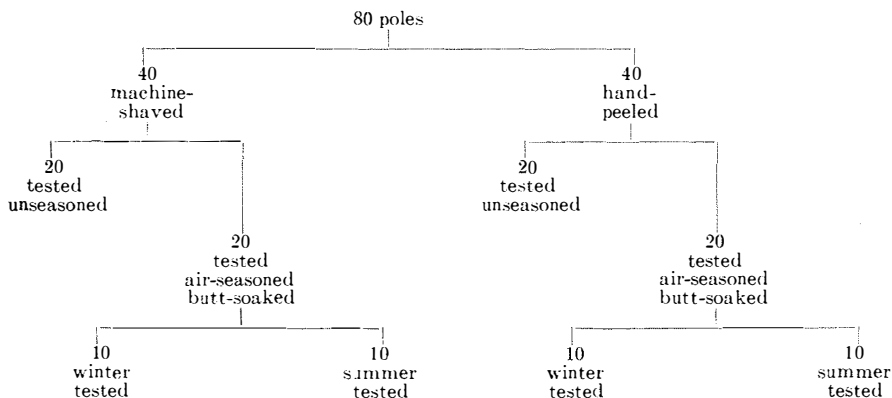 80 poles
40
machine-
shaved
40
hand-
peeled
20
tested
unseasoned
20
tested
unseasoned
20
tested
air-seasoned
butt-soaked
20
tested
air-seasoned
butt-soaked
10
winter
tested
10
summer
tested
10
winter
tested
10
summer
tested